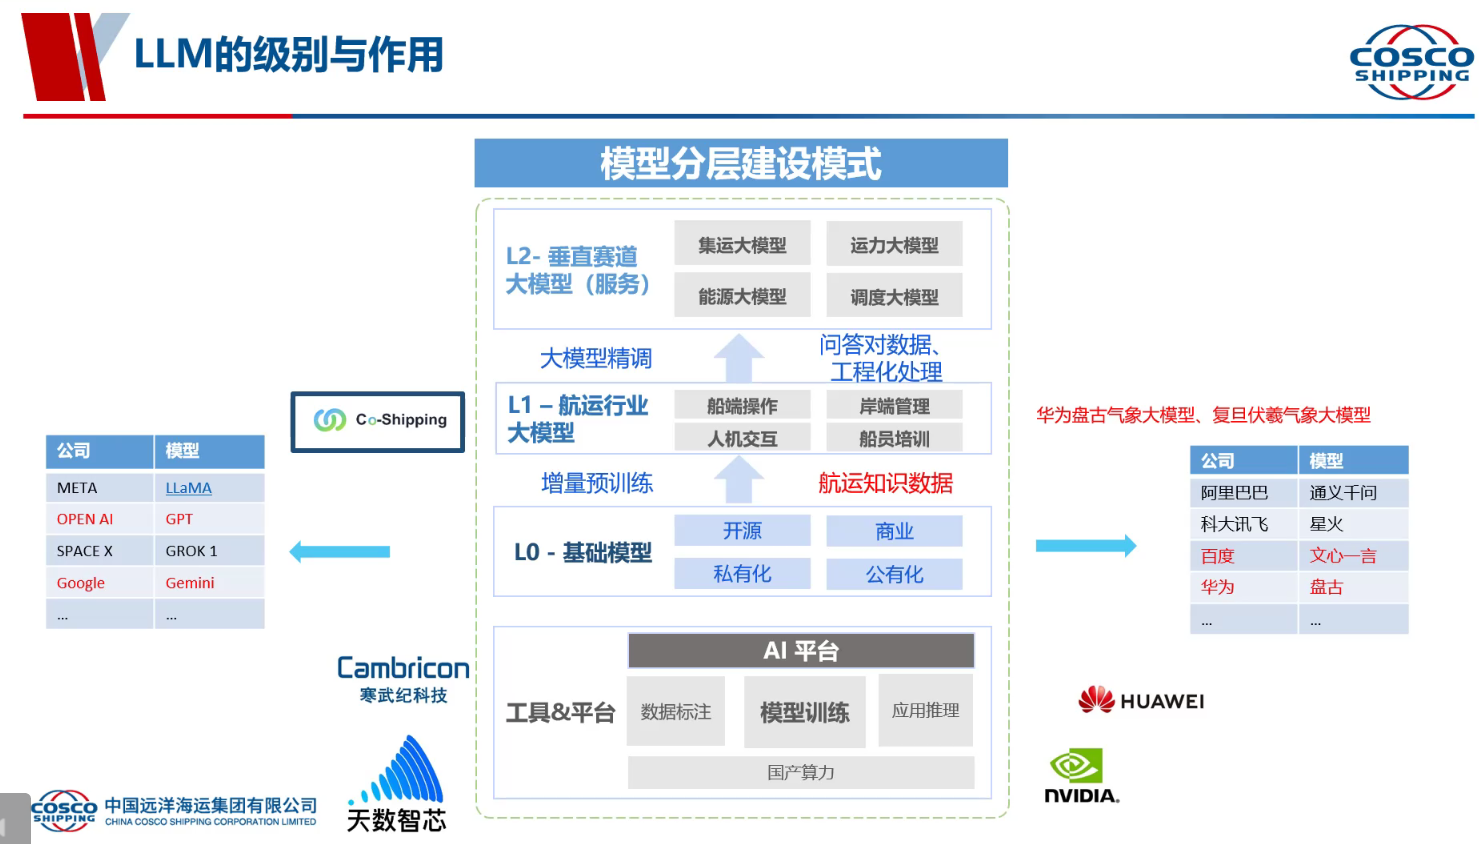 LLM的级别与作用
COSCO
SHIPPING
模型分层建设模式
L2- 垂直赛道
大模型（服务）
集运大模型
运力大模型
能源大模型
调度大模型
大模型精调
问答对数据、
工程化处理
Co-Shipping
L1 – 航运行业
大模型
船端操作
岸端管理
人机交互
船员培训
增量预训练
航运知识数据
L0 - 基础模型
开源
商业
私有化
公有化
公司 模型
META LLaMA
OPEN AI GPT
SPACE X GROK 1
Google Gemini
... ...
华为盘古气象大模型、复旦伏羲气象大模型
公司 模型
阿里巴巴 通义千问
科大讯飞 星火
百度 文心一言
华为 盘古
... ...
工具&平台
AI 平台
数据标注
模型训练
应用推理
国产算力
Cambricon
寒武纪科技
天数智芯
HUAWEI
NVIDIA.
COSCO
SHIPPING
中国远洋海运集团有限公司
CHINA COSCO SHIPPING CORPORATION LIMITED